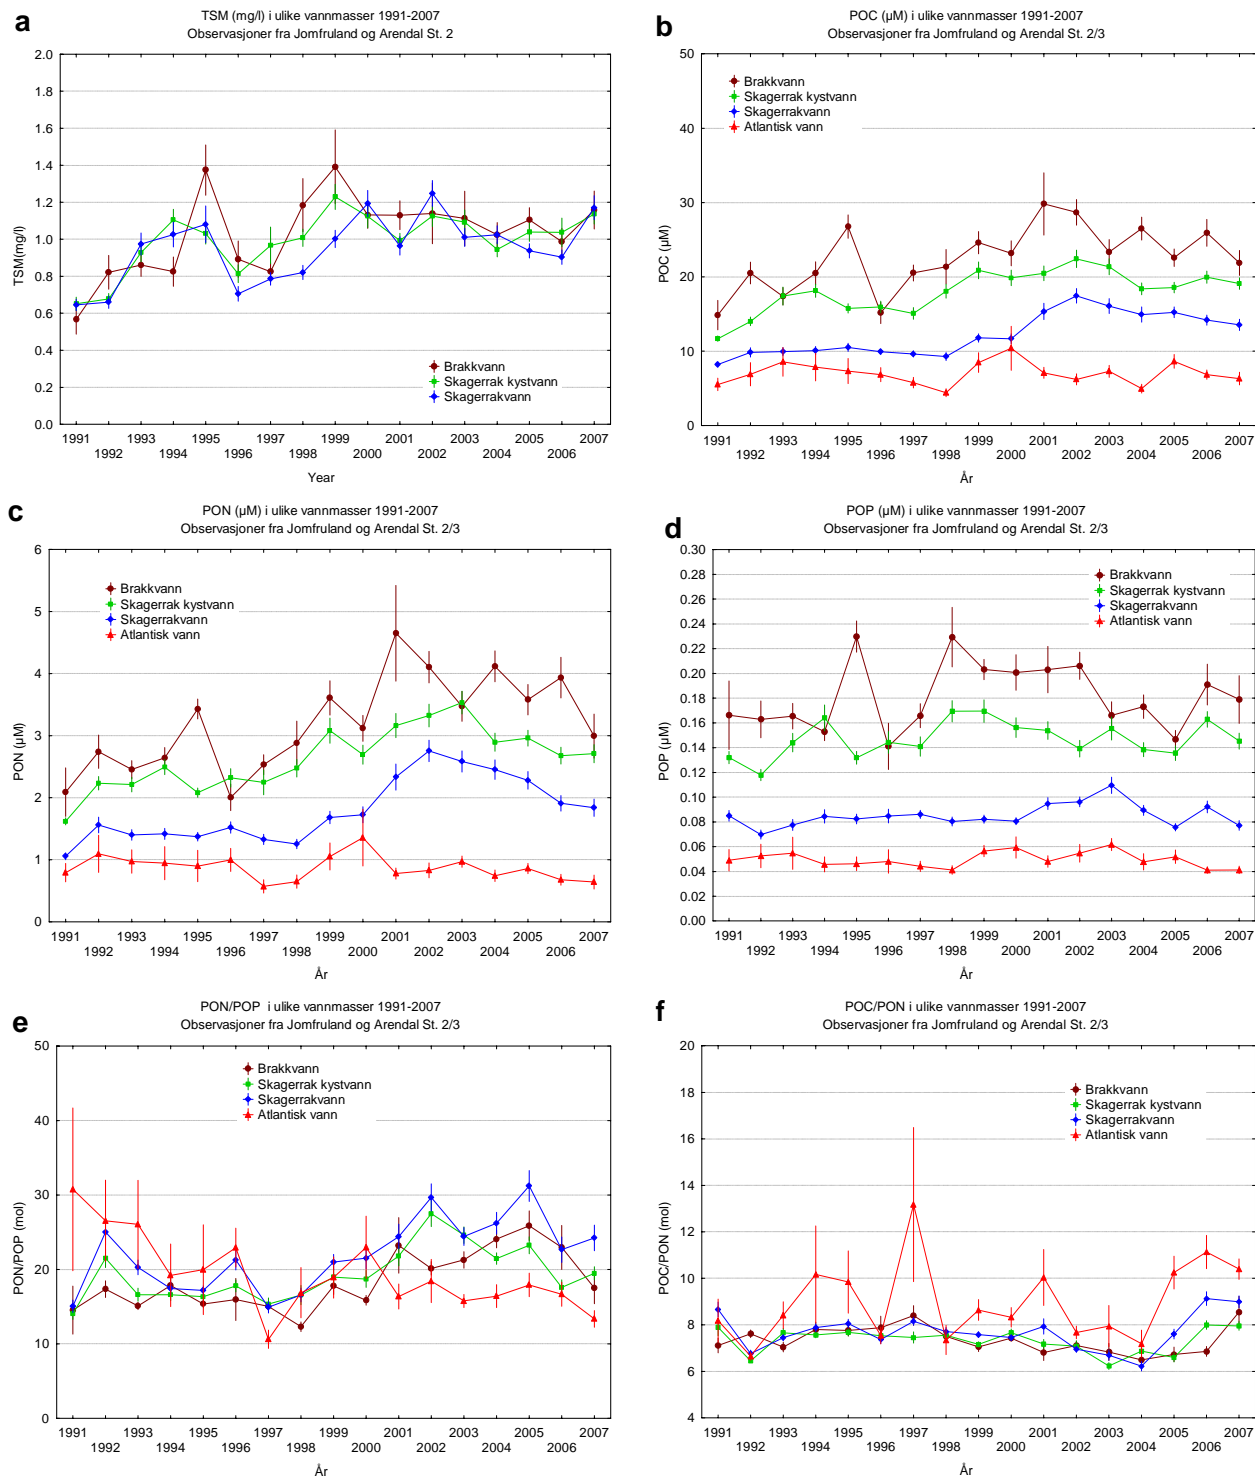 a
TSM (mg/l) i ulike vannmasser 1991-2007
Observasjoner fra Jomfruland og Arendal St. 2
2.0
1.8
1.6
1.4
1.2
1.0
0.8
0.6
0.4
0.2
0.0
TSM(mg/l)
Brakkvann
Skagerrak kystvann
Skagerrakvann
1991 1993 1995 1997 1999 2001 2003 2005 2007
1992 1994 1996 1998 2000 2002 2004 2006
Year
b
POC (µM) i ulike vannmasser 1991-2007
Observasjoner fra Jomfruland og Arendal St. 2/3
50
40
30
20
10
0
POC (µM)
Brakkvann
Skagerrak kystvann
Skagerrakvann
Atlantisk vann
1991 1993 1995 1997 1999 2001 2003 2005 2007
1992 1994 1996 1998 2000 2002 2004 2006
År
c
PON (µM) i ulike vannmasser 1991-2007
Observasjoner fra Jomfruland og Arendal St. 2/3
6
5
4
3
2
1
0
PON (µM)
Brakkvann
Skagerrak kystvann
Skagerrakvann
Atlantisk vann
1991 1993 1995 1997 1999 2001 2003 2005 2007
1992 1994 1996 1998 2000 2002 2004 2006
År
d
POP (µM) i ulike vannmasser 1991-2007
Observasjoner fra Jomfruland og Arendal St. 2/3
0.30
0.28
0.26
0.24
0.22
0.20
0.18
0.16
0.14
0.12
0.10
0.08
0.06
0.04
0.02
0.00
POP (µM)
Brakkvann
Skagerrak kystvann
Skagerrakvann
Atlantisk vann
1991 1993 1995 1997 1999 2001 2003 2005 2007
1992 1994 1996 1998 2000 2002 2004 2006
År
e
PON/POP i ulike vannmasser 1991-2007
Observasjoner fra Jomfruland og Arendal St. 2/3
50
40
30
20
10
0
PON/POP (mol)
Brakkvann
Skagerrak kystvann
Skagerrakvann
Atlantisk vann
1991 1993 1995 1997 1999 2001 2003 2005 2007
1992 1994 1996 1998 2000 2002 2004 2006
År
f
POC/PON i ulike vannmasser 1991-2007
Observasjoner fra Jomfruland og Arendal St. 2/3
20
18
16
14
12
10
8
6
4
POC/PON (mol)
Brakkvann
Skagerrak kystvann
Skagerrakvann
Atlantisk vann
1991 1993 1995 1997 1999 2001 2003 2005 2007
1992 1994 1996 1998 2000 2002 2004 2006
År